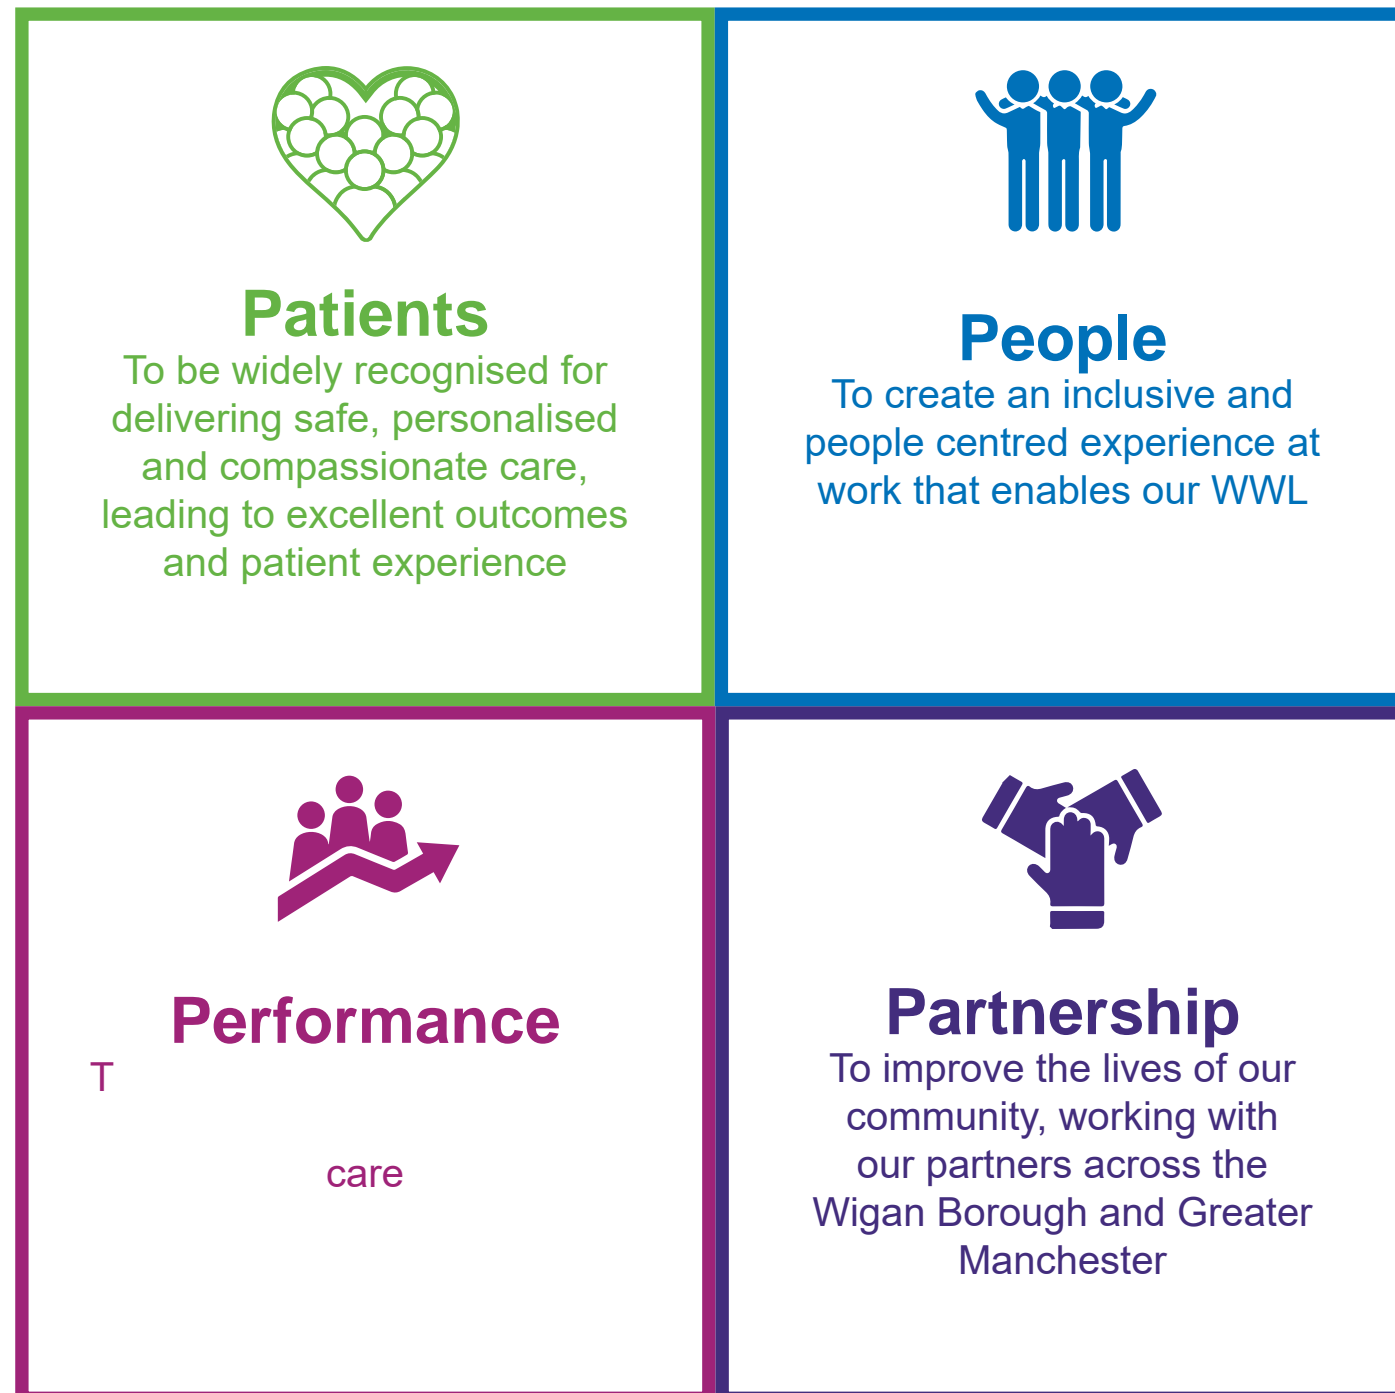 Patients
To be widely recognised for
delivering safe, personalised
and compassionate care,
leading to excellent outcomes
and patient experience
People
To create an inclusive and
people centred experience at
work that enables our WWL
Performance
T
care
Partnership
To improve the lives of our
community, working with
our partners across the
Wigan Borough and Greater
Manchester